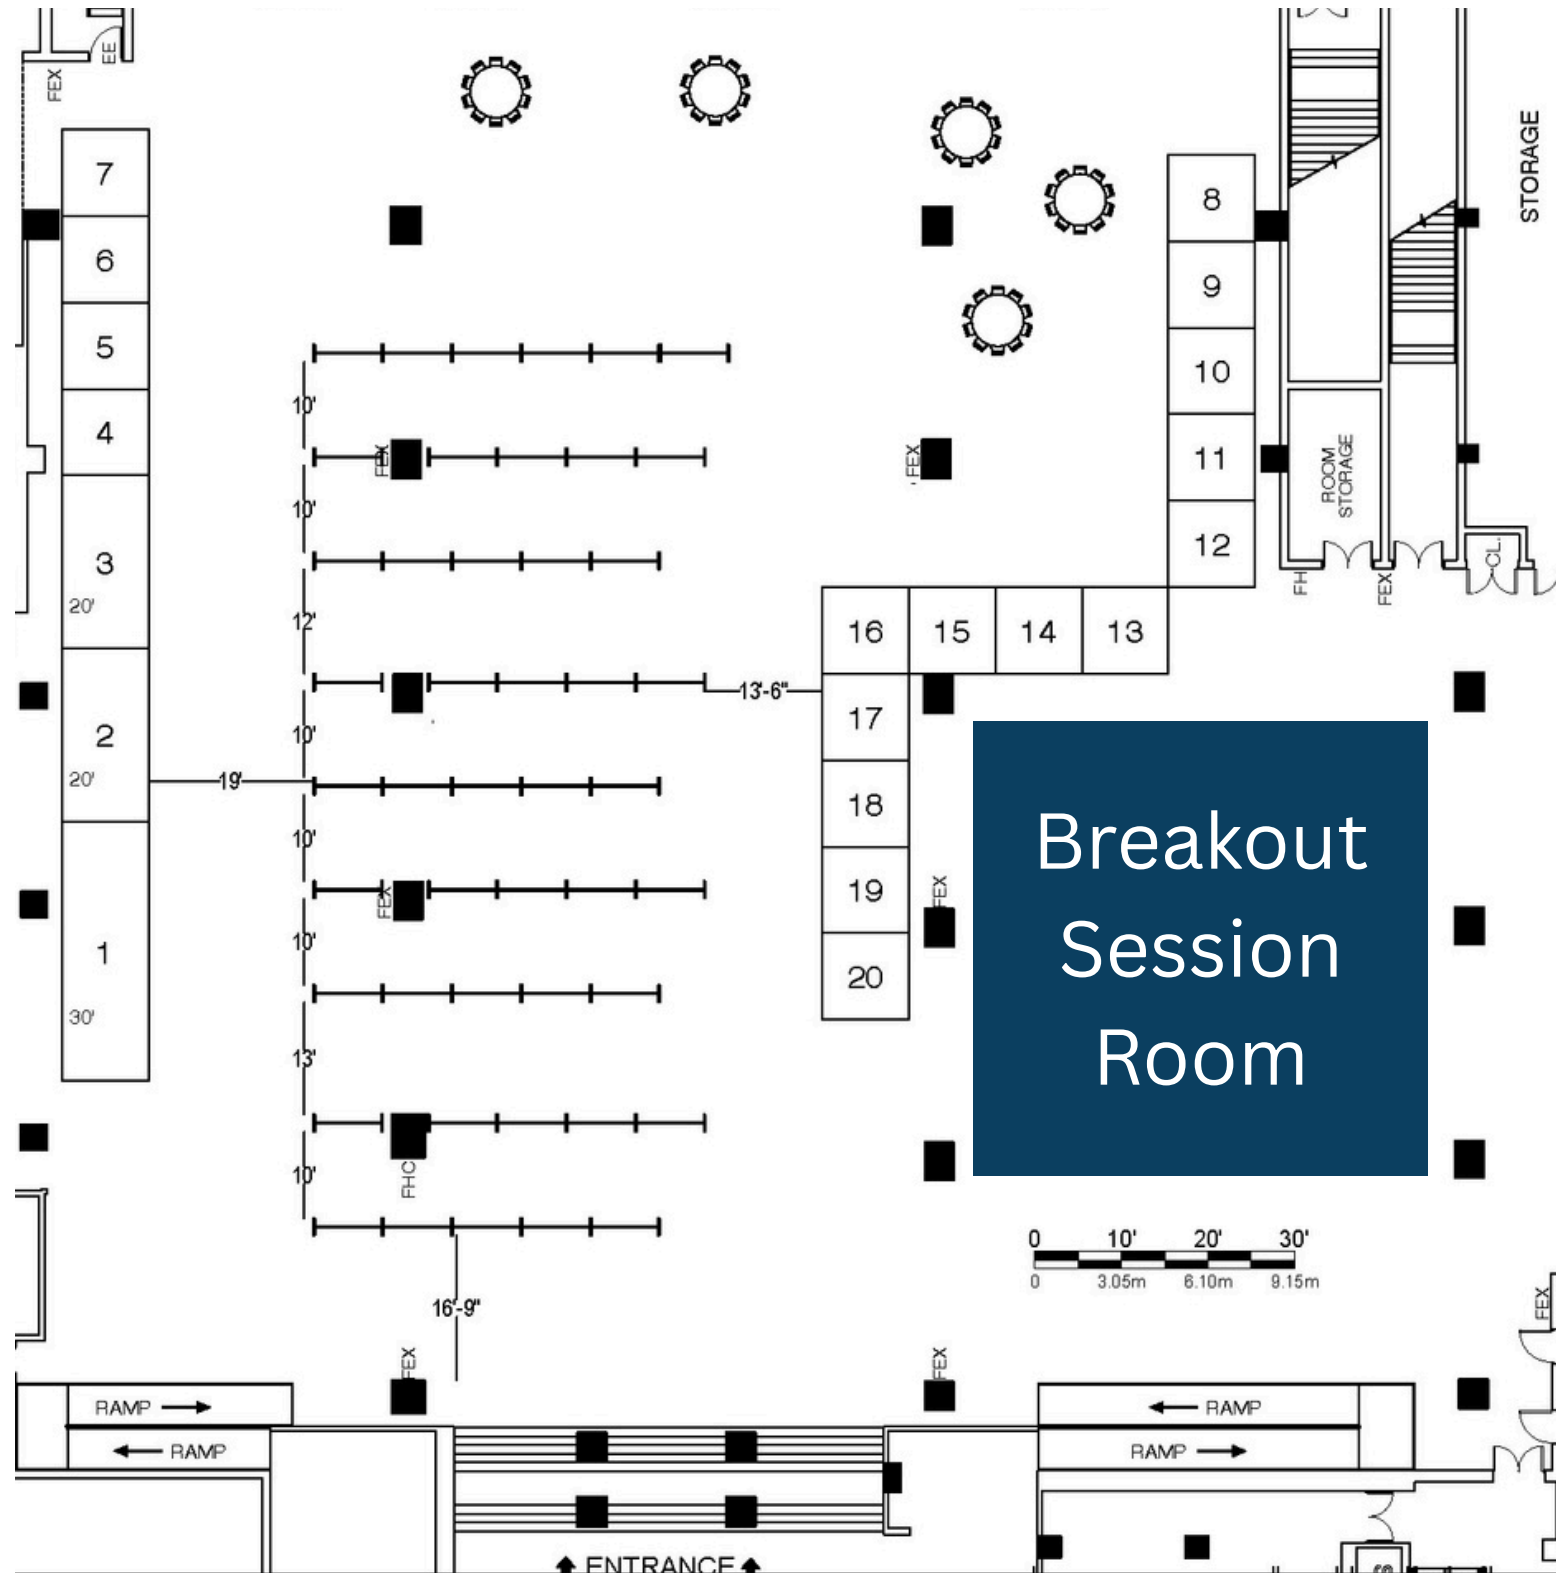 EE
FEX
STORAGE
7
8
6
9
5
10
10'
4
FEX
FEX
11
ROOM
STORAGE
10'
12
CL.
3
FH
FEX
20'
12'
16
15
14
13
13'-6"
17
2
10'
20'
19'
18
10'
Breakout
Session
Room
FEX
19
FEX
1
10'
20
30'
13'
10'
FHC
0 10' 20' 30'
0 3.05m 6.10m 9.15m
16'-9"
FEX
FEX
FEX
RAMP
RAMP
RAMP
RAMP
ENTRANCE